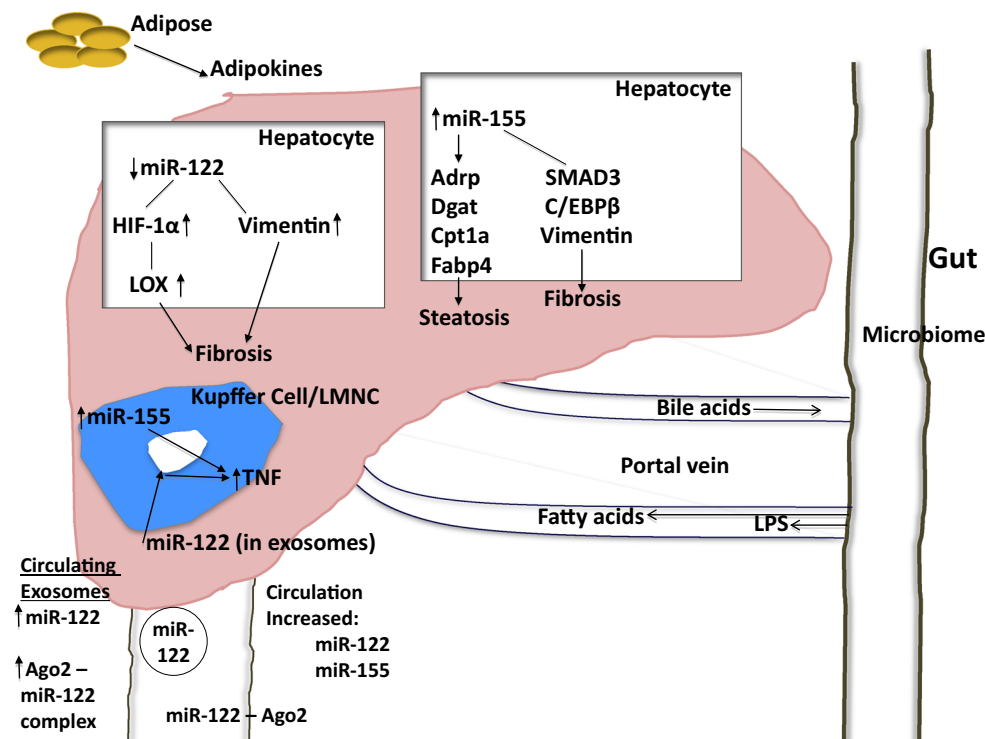 Adipose
Adipokines
Hepatocyte
↓miR-122
HIF-1α↑
Vimentin↑
LOX ↑
Fibrosis
Hepatocyte
↑miR-155
Adrp
Dgat
Cpt1a
Fabp4
Steatosis
SMAD3
C/EBPβ
Vimentin
Fibrosis
Gut
Microbiome
Kupffer Cell/LMNC
↑miR-155
↑TNF
miR-122 (in exosomes)
Bile acids
Portal vein
Fatty acids
LPS
Circulating
Exosomes
↑miR-122
↑Ago2 –
miR-122
complex
miR-
122
miR-122 – Ago2
Circulation
Increased:
miR-122
miR-155